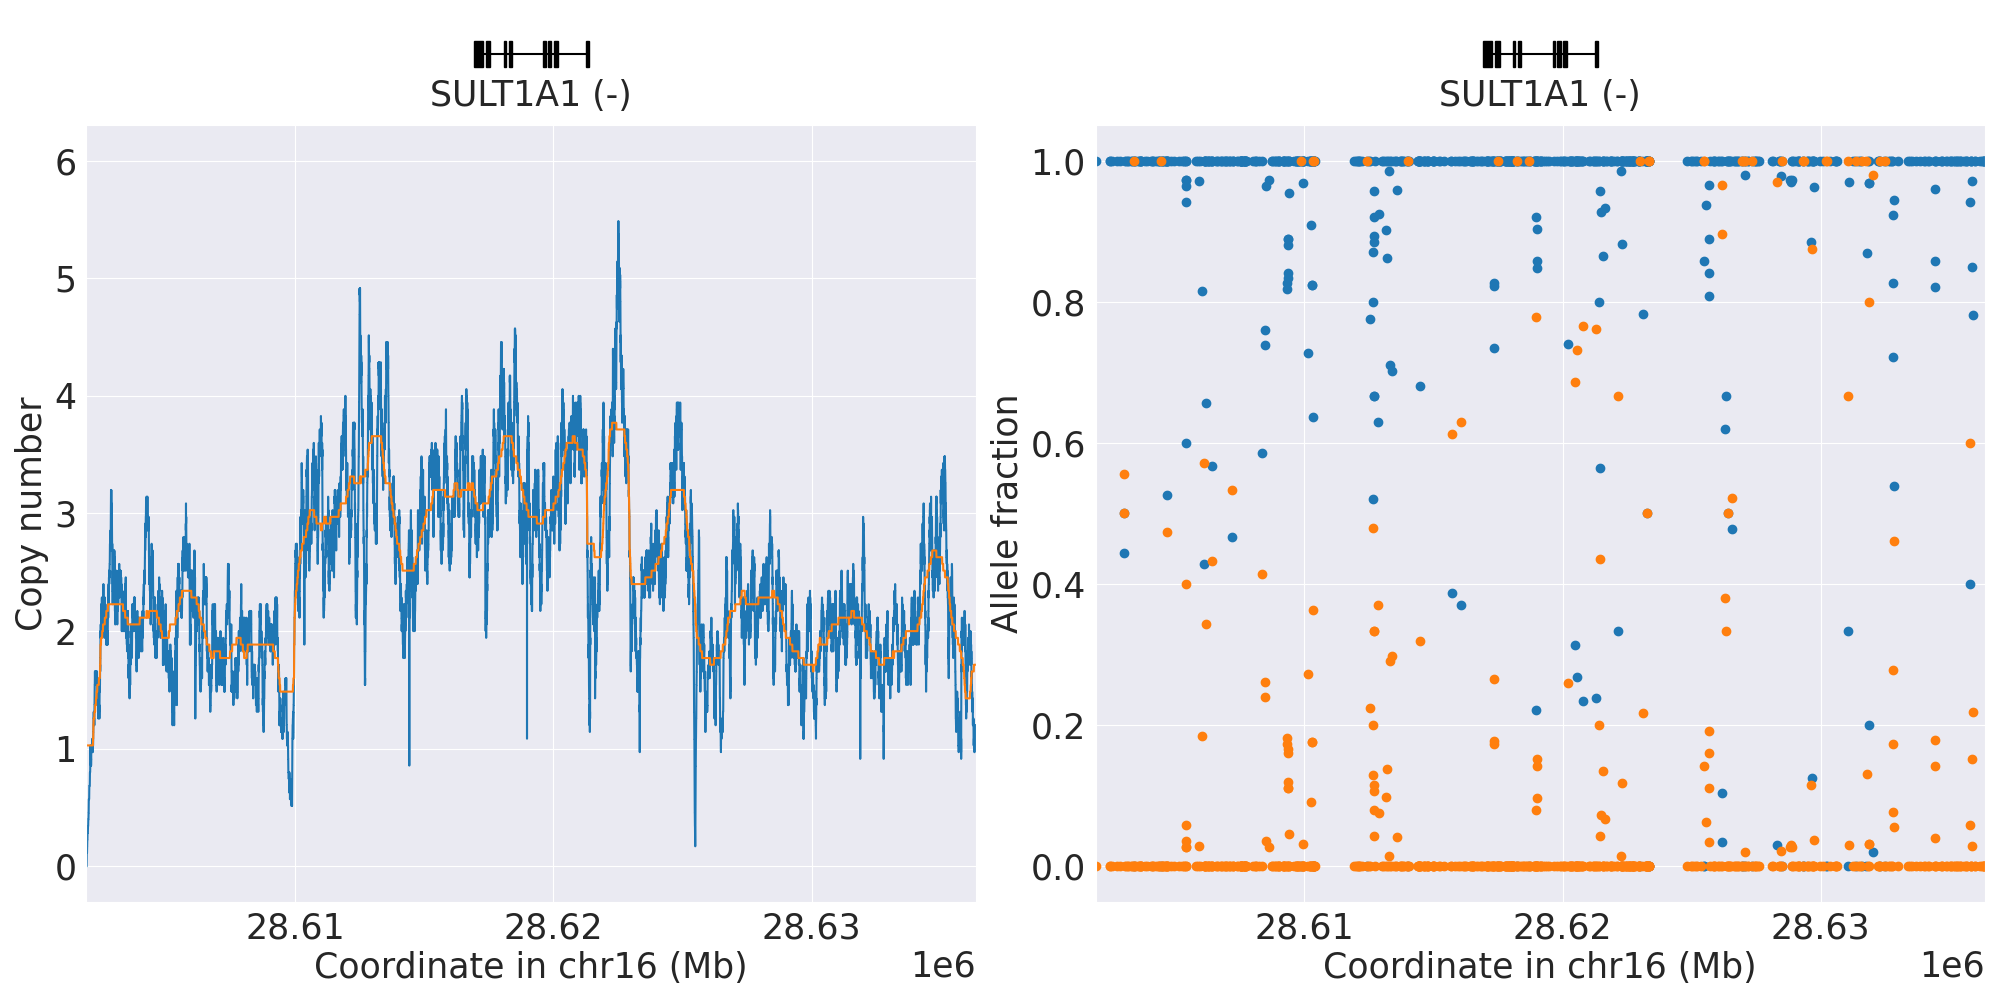 SULT1A1 (-)
6
5
4
3
2
1
0
Copy number
28.61
28.62
28.63
Coordinate in chr16 (Mb)
1e6
SULT1A1 (-)
1.0
0.8
0.6
0.4
0.2
0.0
Allele fraction
28.61
28.62
28.63
Coordinate in chr16 (Mb)
1e6